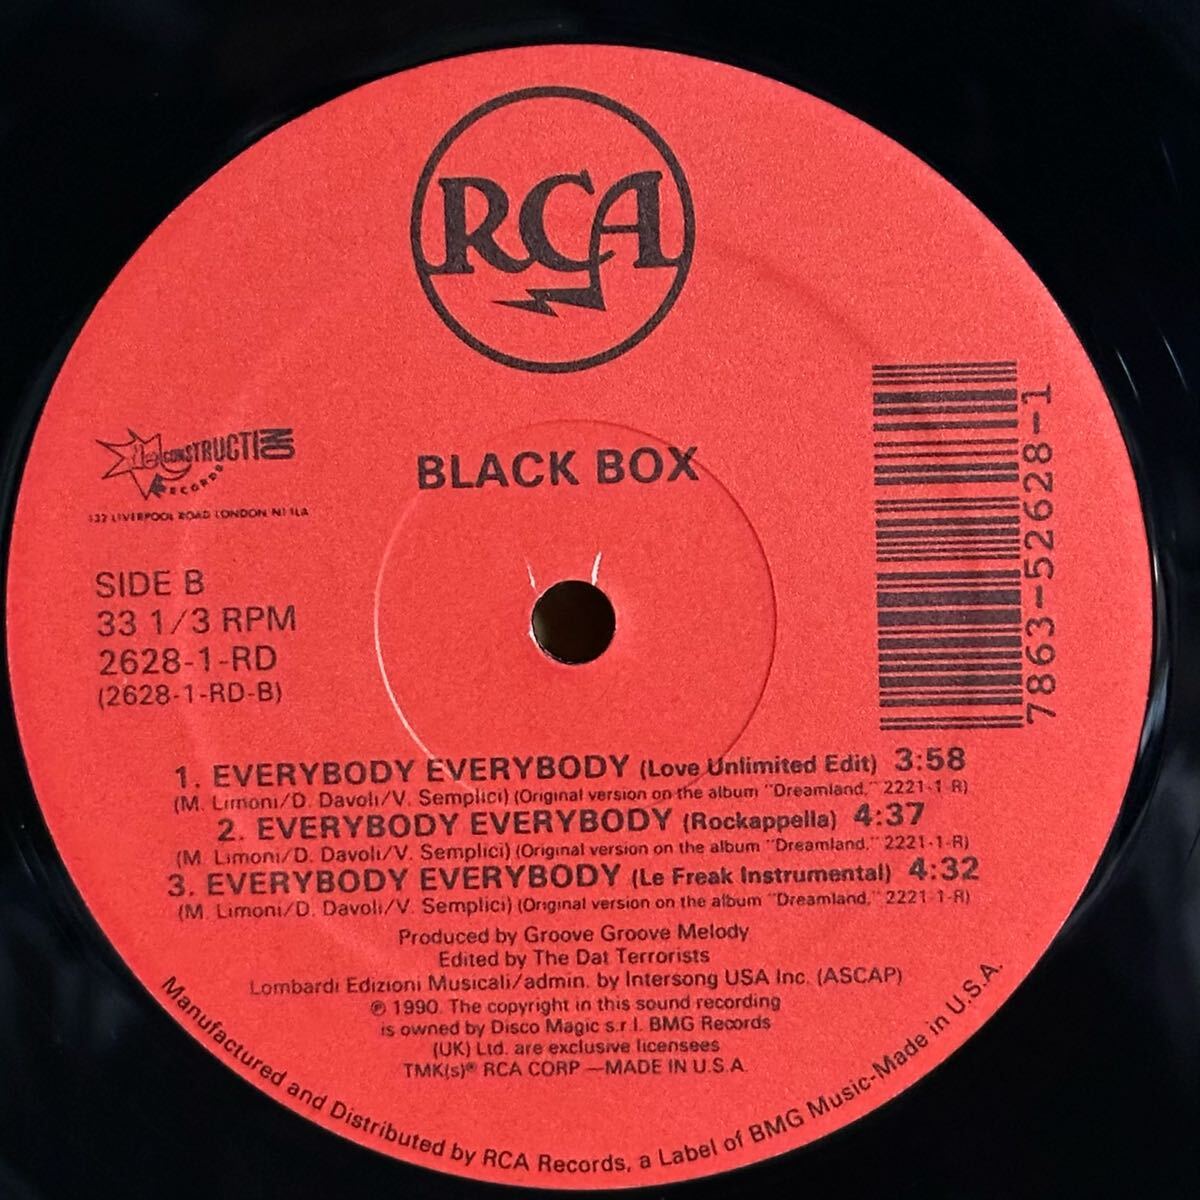 RCA
deCONSTRUCTION
RECORDS
132 LIVERPOOL ROAD LONDON N1 1LA
BLACK BOX
7863-52628-1
SIDE B
33 1/3 RPM
2628-1-RD
(2628-1-RD-B)
1. EVERYBODY EVERYBODY (Love Unlimited Edit) 3:58
(M. Limoni/D. Davoli/V. Semplici) (Original version on the album "Dreamland," 2221-1-R)
2. EVERYBODY EVERYBODY (Rockappella) 4:37
(M. Limoni/D. Davoli/V. Semplici) (Original version on the album "Dreamland," 2221-1-R)
3. EVERYBODY EVERYBODY (Le Freak Instrumental) 4:32
(M. Limoni/D. Davoli/V. Semplici) (Original version on the album "Dreamland," 2221-1-R)
Produced by Groove Groove Melody
Edited by The Dat Terrorists
Lombardi Edizioni Musicali/admin. by Intersong USA Inc. (ASCAP)
℗ 1990. The copyright in this sound recording
is owned by Disco Magic s.r.l. BMG Records
(UK) Ltd. are exclusive licensees
TMK(s)® RCA CORP —MADE IN U.S.A.
Manufactured and Distributed by RCA Records, a Label of BMG Music-Made in U.S.A.